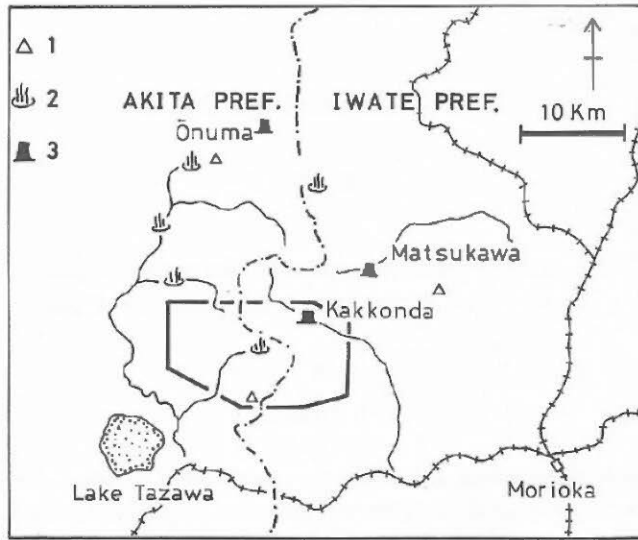 1
2
3
AKITA PREF.
IWATE PREF.
10 Km
Ōnuma
Matsukawa
Kakkonda
Lake Tazawa
Morioka